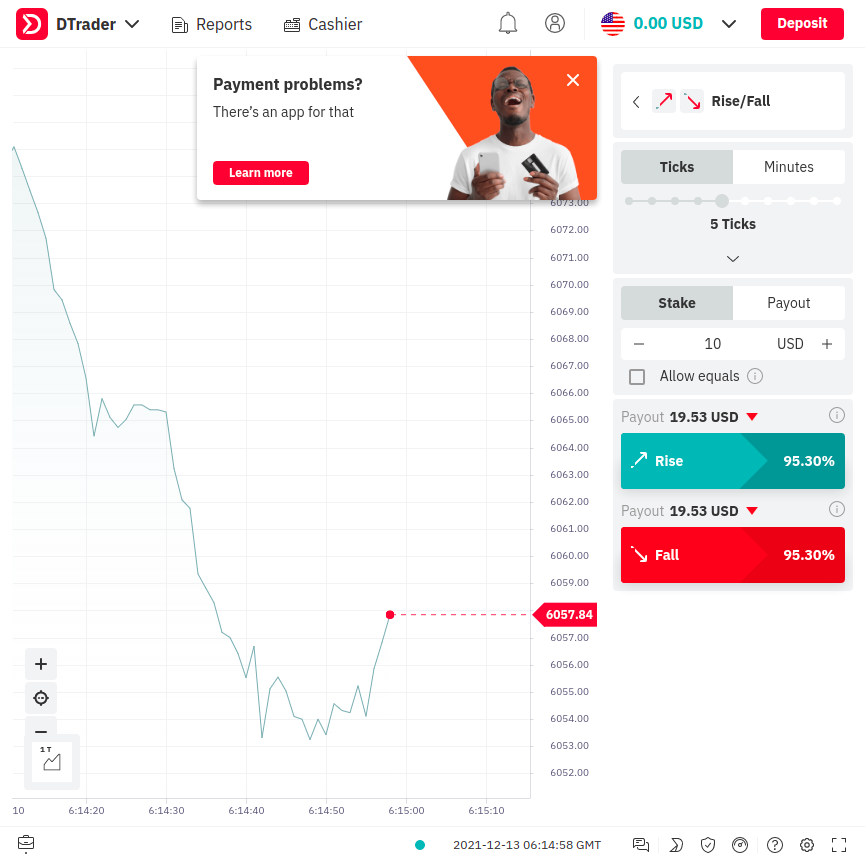 DTrader
Reports
Cashier
0.00 USD
Deposit
Payment problems?
There's an app for that
Learn more
6073.00
6072.00
6071.00
6070.00
6069.00
6068.00
6067.00
6066.00
6065.00
6064.00
6063.00
6062.00
6061.00
6060.00
6059.00
6057.84
6057.00
6056.00
6055.00
6054.00
6053.00
6052.00
1T
10
6:14:20
6:14:30
6:14:40
6:14:50
6:15:00
6:15:10
Rise/Fall
Ticks
Minutes
5 Ticks
Stake
Payout
10
USD
Allow equals
Payout 19.53 USD
Rise
95.30%
Payout 19.53 USD
Fall
95.30%
2021-12-13 06:14:58 GMT